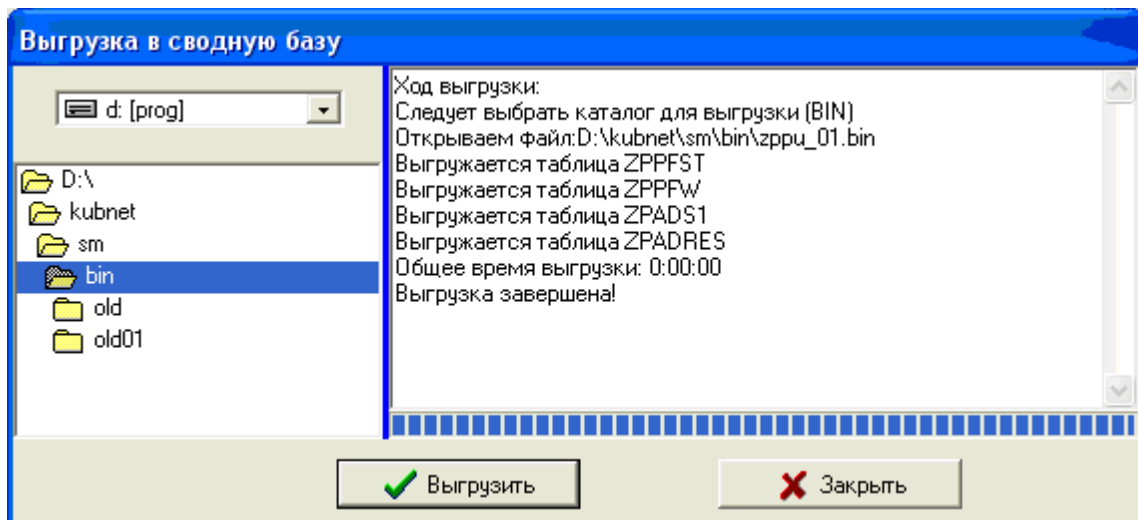 Выгрузка в сводную базу
d: [prog]
D:\
kubnet
sm
bin
old
old01
Ход выгрузки:
Следует выбрать каталог для выгрузки (BIN)
Открываем файл:D:\kubnet\sm\bin\zppu_01.bin
Выгружается таблица ZPPFST
Выгружается таблица ZPPFW
Выгружается таблица ZPADS1
Выгружается таблица ZPADRES
Общее время выгрузки: 0:00:00
Выгрузка завершена!
Выгрузить
Закрыть